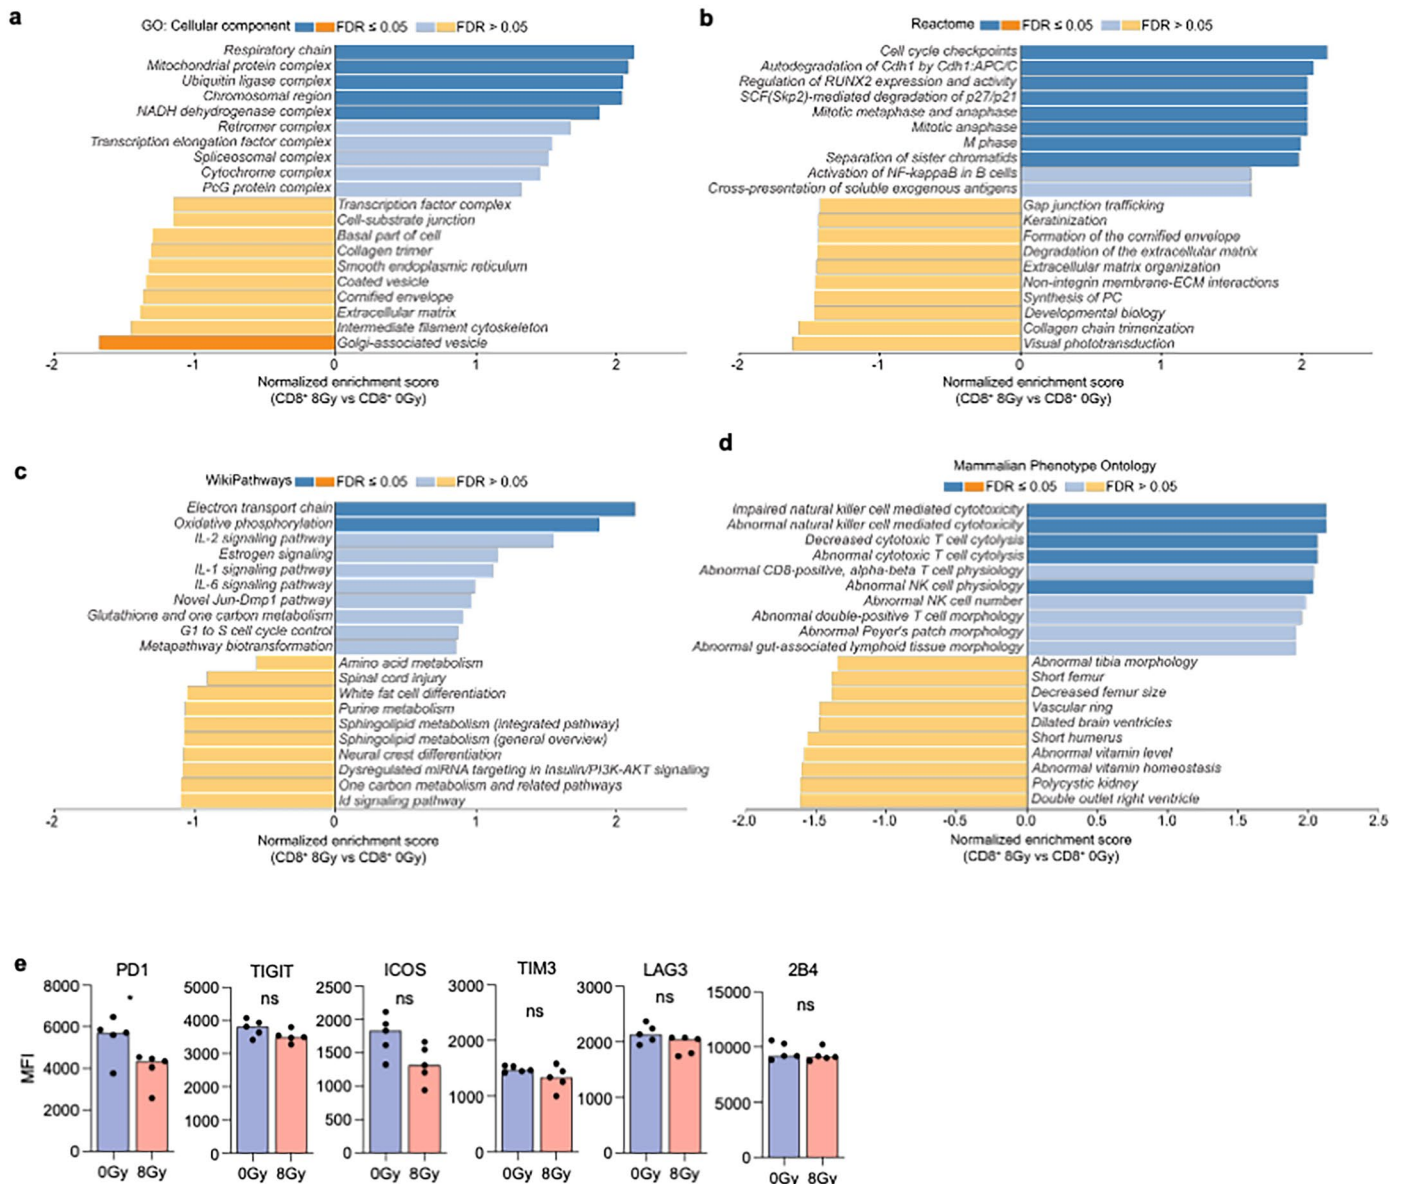 a
GO: Cellular component FDR ≤ 0.05 FDR > 0.05
Respiratory chain
Mitochondrial protein complex
Ubiquitin ligase complex
Chromosomal region
NADH dehydrogenase complex
Retromer complex
Transcription elongation factor complex
Spliceosomal complex
Cytochrome complex
PcG protein complex
Transcription factor complex
Cell-substrate junction
Basal part of cell
Collagen trimer
Smooth endoplasmic reticulum
Coated vesicle
Cornified envelope
Extracellular matrix
Intermediate filament cytoskeleton
Golgi-associated vesicle
-2 -1 0 1 2
Normalized enrichment score
(CD8⁺ 8Gy vs CD8⁺ 0Gy)
b
Reactome FDR ≤ 0.05 FDR > 0.05
Cell cycle checkpoints
Autodegradation of Cdh1 by Cdh1:APC/C
Regulation of RUNX2 expression and activity
SCF(Skp2)-mediated degradation of p27/p21
Mitotic metaphase and anaphase
Mitotic anaphase
M phase
Separation of sister chromatids
Activation of NF-kappaB in B cells
Cross-presentation of soluble exogenous antigens
Gap junction trafficking
Keratinization
Formation of the cornified envelope
Degradation of the extracellular matrix
Extracellular matrix organization
Non-integrin membrane-ECM interactions
Synthesis of PC
Developmental biology
Collagen chain trimerization
Visual phototransduction
-2 -1 0 1 2
Normalized enrichment score
(CD8⁺ 8Gy vs CD8⁺ 0Gy)
c
WikiPathways FDR ≤ 0.05 FDR > 0.05
Electron transport chain
Oxidative phosphorylation
IL-2 signaling pathway
Estrogen signaling
IL-1 signaling pathway
IL-6 signaling pathway
Novel Jun-Dmp1 pathway
Glutathione and one carbon metabolism
G1 to S cell cycle control
Metapathway biotransformation
Amino acid metabolism
Spinal cord injury
White fat cell differentiation
Purine metabolism
Sphingolipid metabolism (integrated pathway)
Sphingolipid metabolism (general overview)
Neural crest differentiation
Dysregulated miRNA targeting in Insulin/PI3K-AKT signaling
One carbon metabolism and related pathways
Id signaling pathway
-2 -1 0 1 2
Normalized enrichment score
(CD8⁺ 8Gy vs CD8⁺ 0Gy)
d
Mammalian Phenotype Ontology
FDR ≤ 0.05 FDR > 0.05
Impaired natural killer cell mediated cytotoxicity
Abnormal natural killer cell mediated cytotoxicity
Decreased cytotoxic T cell cytolysis
Abnormal cytotoxic T cell cytolysis
Abnormal CD8-positive, alpha-beta T cell physiology
Abnormal NK cell physiology
Abnormal NK cell number
Abnormal double-positive T cell morphology
Abnormal Peyer's patch morphology
Abnormal gut-associated lymphoid tissue morphology
Abnormal tibia morphology
Short femur
Decreased femur size
Vascular ring
Dilated brain ventricles
Short humerus
Abnormal vitamin level
Abnormal vitamin homeostasis
Polycystic kidney
Double outlet right ventricle
-2.0 -1.5 -1.0 -0.5 0.0 0.5 1.0 1.5 2.0 2.5
Normalized enrichment score
(CD8⁺ 8Gy vs CD8⁺ 0Gy)
e
MFI
PD1
*
8000
6000
4000
2000
0
0Gy 8Gy
TIGIT
ns
5000
4000
3000
2000
1000
0
0Gy 8Gy
ICOS
ns
2500
2000
1500
1000
500
0
0Gy 8Gy
TIM3
ns
3000
2000
1000
0
0Gy 8Gy
LAG3
ns
3000
2000
1000
0
0Gy 8Gy
2B4
ns
15000
10000
5000
0
0Gy 8Gy